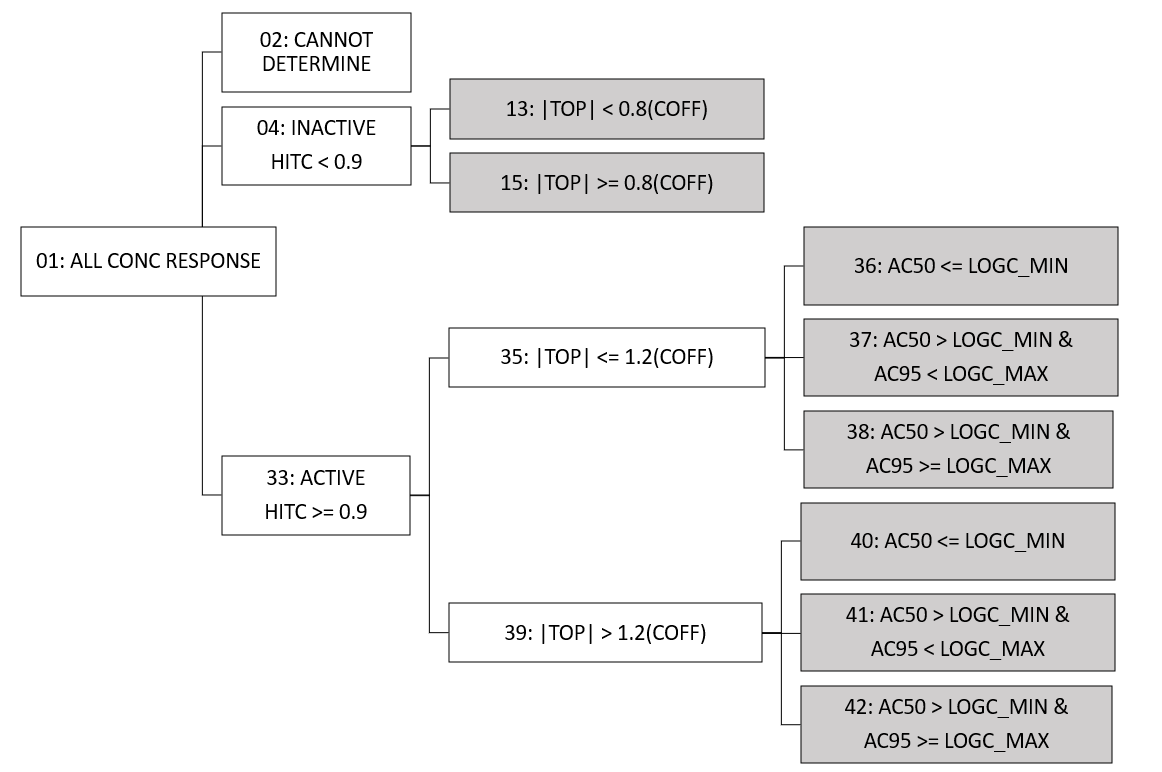 02: CANNOT
DETERMINE
04: INACTIVE
HITC < 0.9
13: |TOP| < 0.8(COFF)
15: |TOP| >= 0.8(COFF)
01: ALL CONC RESPONSE
36: AC50 <= LOGC_MIN
37: AC50 > LOGC_MIN &
AC95 < LOGC_MAX
35: |TOP| <= 1.2(COFF)
38: AC50 > LOGC_MIN &
AC95 >= LOGC_MAX
33: ACTIVE
HITC >= 0.9
40: AC50 <= LOGC_MIN
39: |TOP| > 1.2(COFF)
41: AC50 > LOGC_MIN &
AC95 < LOGC_MAX
42: AC50 > LOGC_MIN &
AC95 >= LOGC_MAX